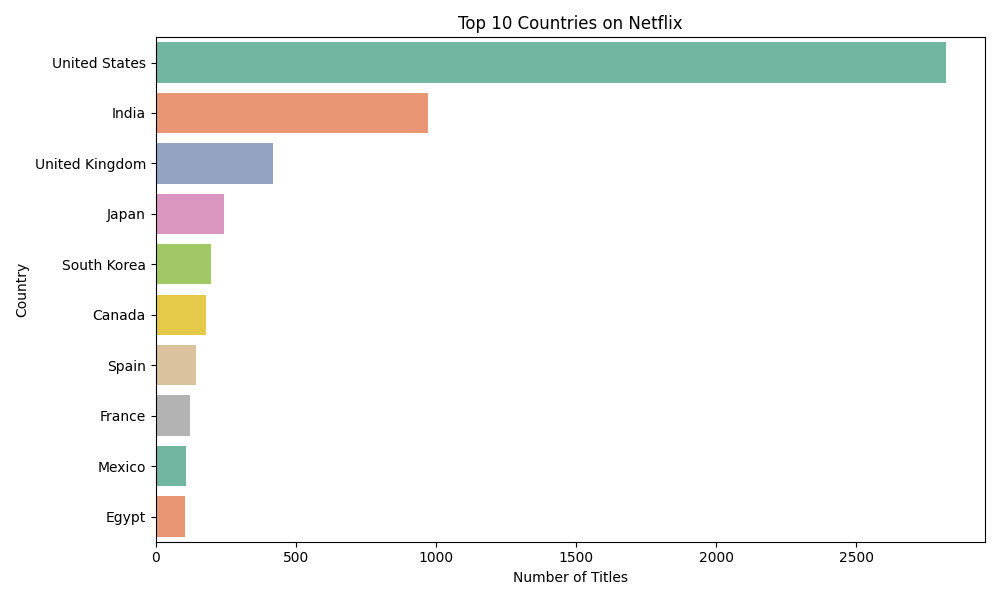 Top 10 Countries on Netflix
United States
India
United Kingdom
Japan
South Korea
Canada
Spain
France
Mexico
Egypt
Country
0 500 1000 1500 2000 2500
Number of Titles